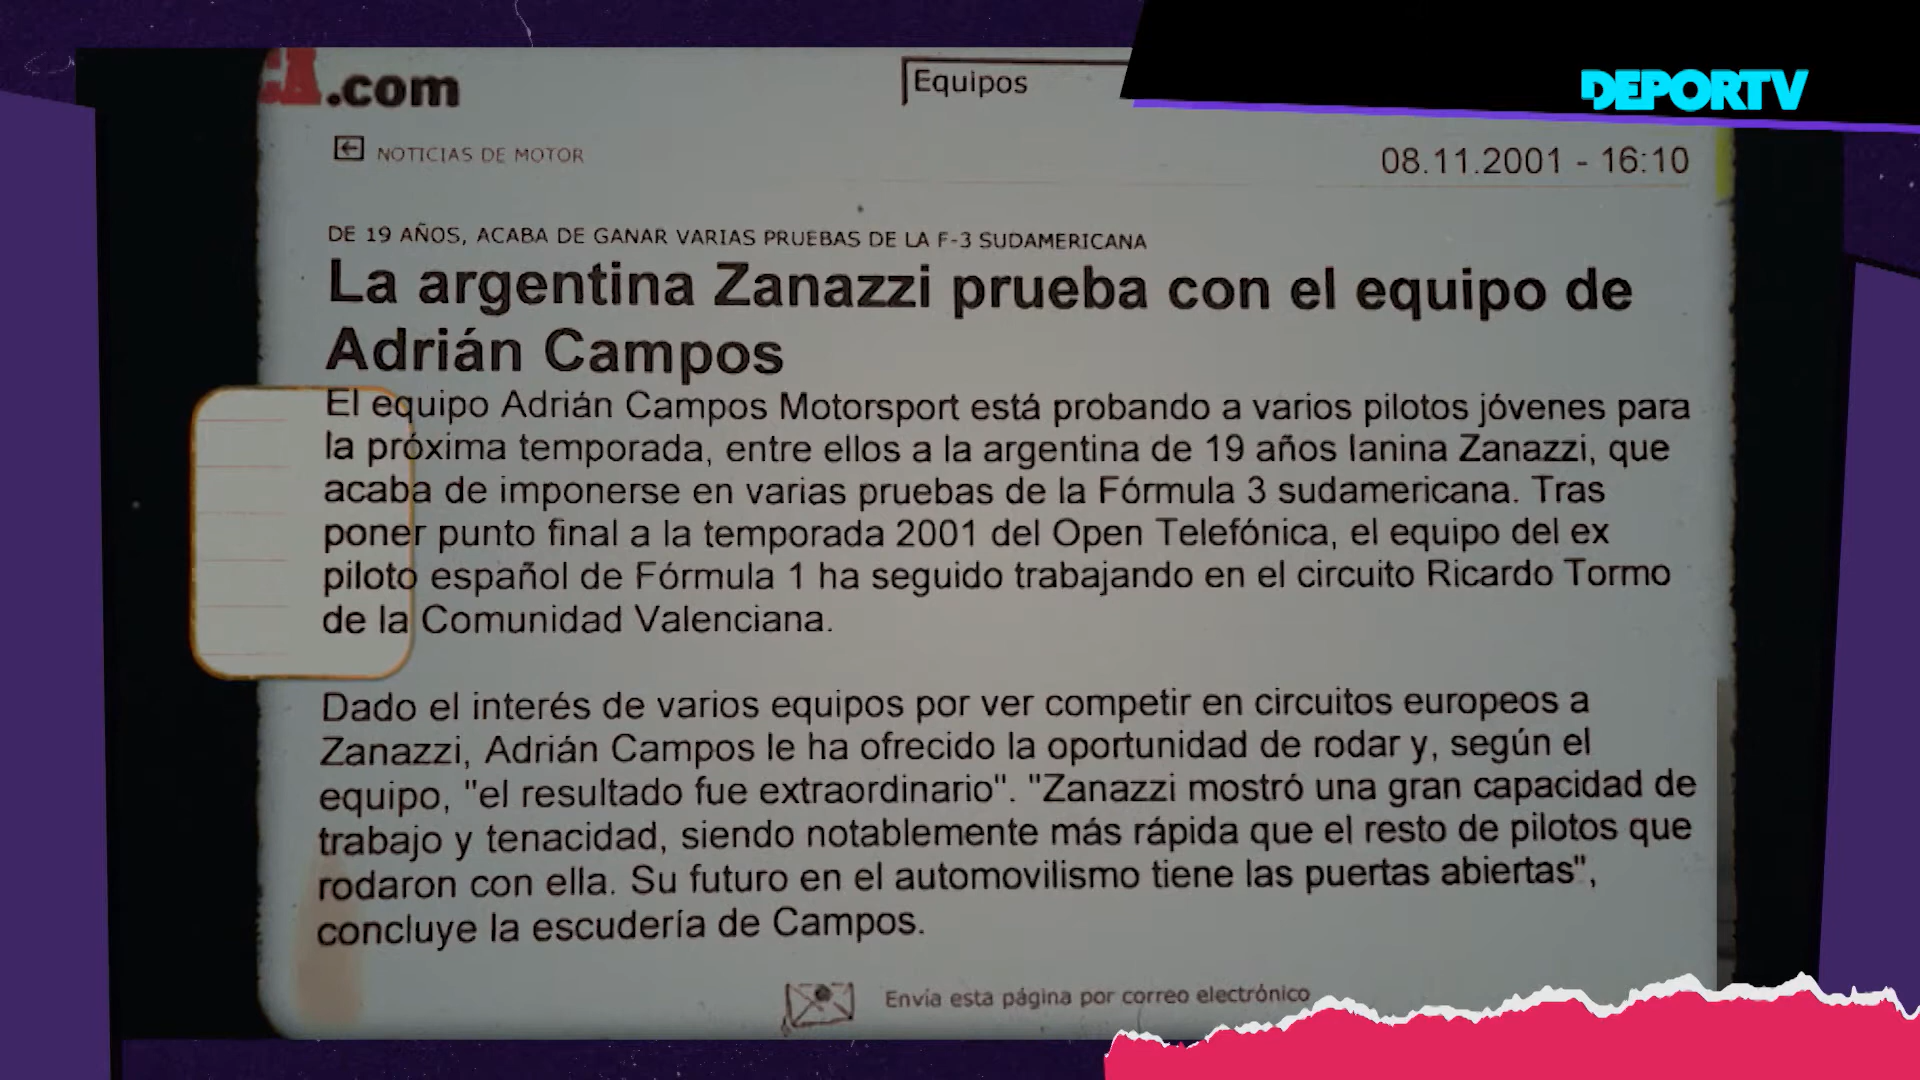 DEPORTV
.com
Equipos
NOTICIAS DE MOTOR
08.11.2001 - 16:10
DE 19 AÑOS, ACABA DE GANAR VARIAS PRUEBAS DE LA F-3 SUDAMERICANA
La argentina Zanazzi prueba con el equipo de
Adrián Campos
El equipo Adrián Campos Motorsport está probando a varios pilotos jóvenes para
la próxima temporada, entre ellos a la argentina de 19 años Ianina Zanazzi, que
acaba de imponerse en varias pruebas de la Fórmula 3 sudamericana. Tras
poner punto final a la temporada 2001 del Open Telefónica, el equipo del ex
piloto español de Fórmula 1 ha seguido trabajando en el circuito Ricardo Tormo
de la Comunidad Valenciana.
Dado el interés de varios equipos por ver competir en circuitos europeos a
Zanazzi, Adrián Campos le ha ofrecido la oportunidad de rodar y, según el
equipo, "el resultado fue extraordinario". "Zanazzi mostró una gran capacidad de
trabajo y tenacidad, siendo notablemente más rápida que el resto de pilotos que
rodaron con ella. Su futuro en el automovilismo tiene las puertas abiertas",
concluye la escudería de Campos.
Envía esta página por correo electrónico